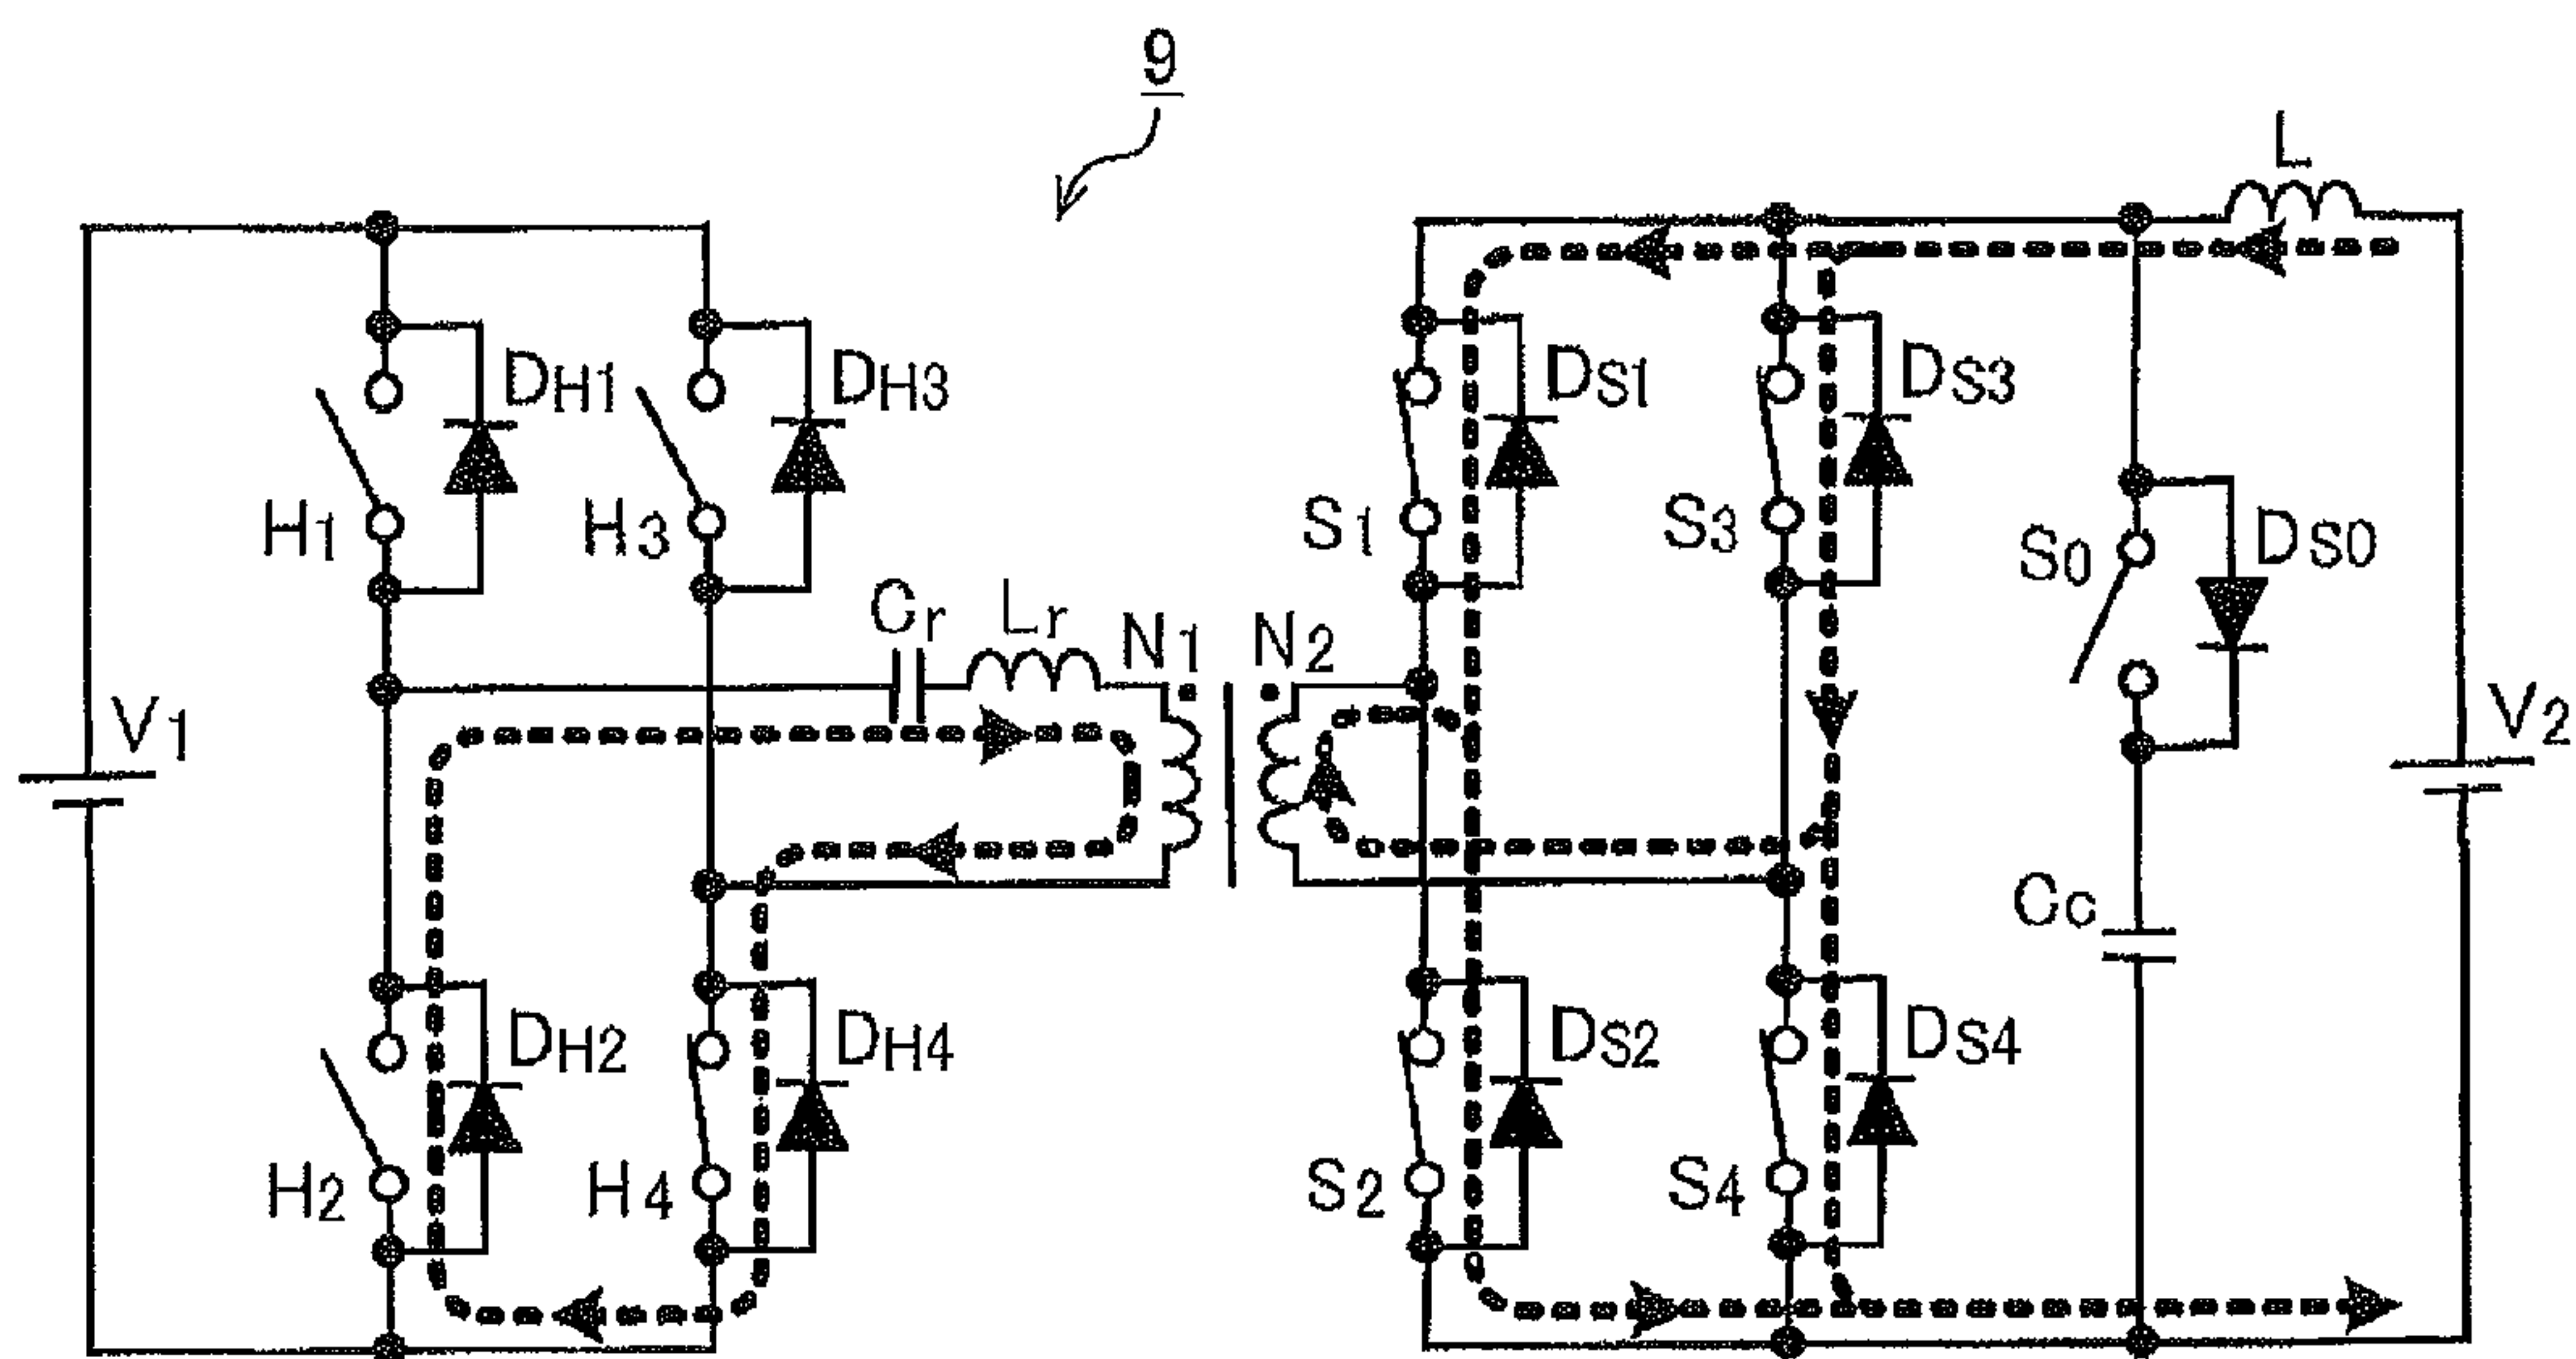 9
L
DH1
DH3
DS1
DS3
H1
H3
S1
S3
S0
DS0
Cr
Lr
N1
N2
V1
V2
Cc
DH2
DH4
DS2
DS4
H2
H4
S2
S4